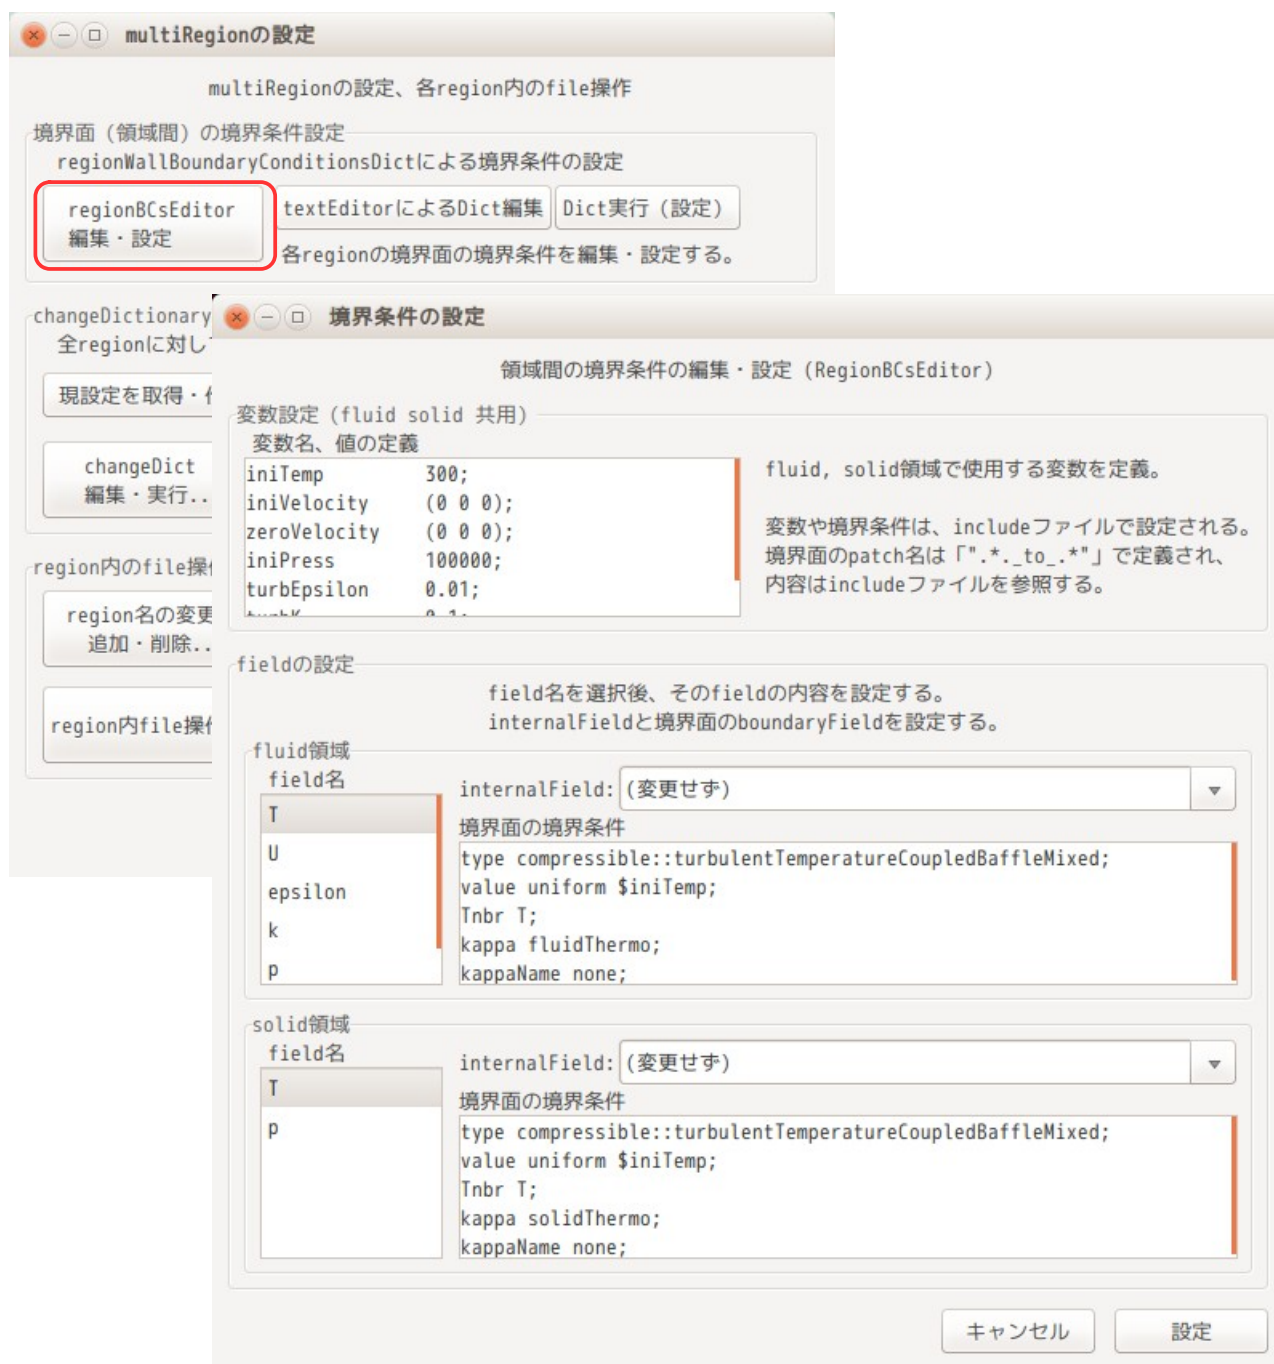 multiRegionの設定
multiRegionの設定、各region内のfile操作
境界面（領域間）の境界条件設定
regionWallBoundaryConditionsDictによる境界条件の設定
regionBCsEditor
編集・設定
textEditorによるDict編集
Dict実行（設定）
各regionの境界面の境界条件を編集・設定する。
changeDictionary
全regionに対し
現設定を取得・
changeDict
編集・実行..
region内のfile操
region名の変更
追加・削除..
region内file操
境界条件の設定
領域間の境界条件の編集・設定（RegionBCsEditor）
変数設定（fluid solid 共用）
変数名、値の定義
iniTemp 300;
iniVelocity (0 0 0);
zeroVelocity (0 0 0);
iniPress 100000;
turbEpsilon 0.01;
fluid, solid領域で使用する変数を定義。
変数や境界条件は、includeファイルで設定される。
境界面のpatch名は「".*._to_.*"」で定義され、
内容はincludeファイルを参照する。
fieldの設定
field名を選択後、そのfieldの内容を設定する。
internalFieldと境界面のboundaryFieldを設定する。
fluid領域
field名
T
U
epsilon
k
p
internalField: (変更せず)
境界面の境界条件
type compressible::turbulentTemperatureCoupledBaffleMixed;
value uniform $iniTemp;
Tnbr T;
kappa fluidThermo;
kappaName none;
solid領域
field名
T
p
internalField: (変更せず)
境界面の境界条件
type compressible::turbulentTemperatureCoupledBaffleMixed;
value uniform $iniTemp;
Tnbr T;
kappa solidThermo;
kappaName none;
キャンセル
設定